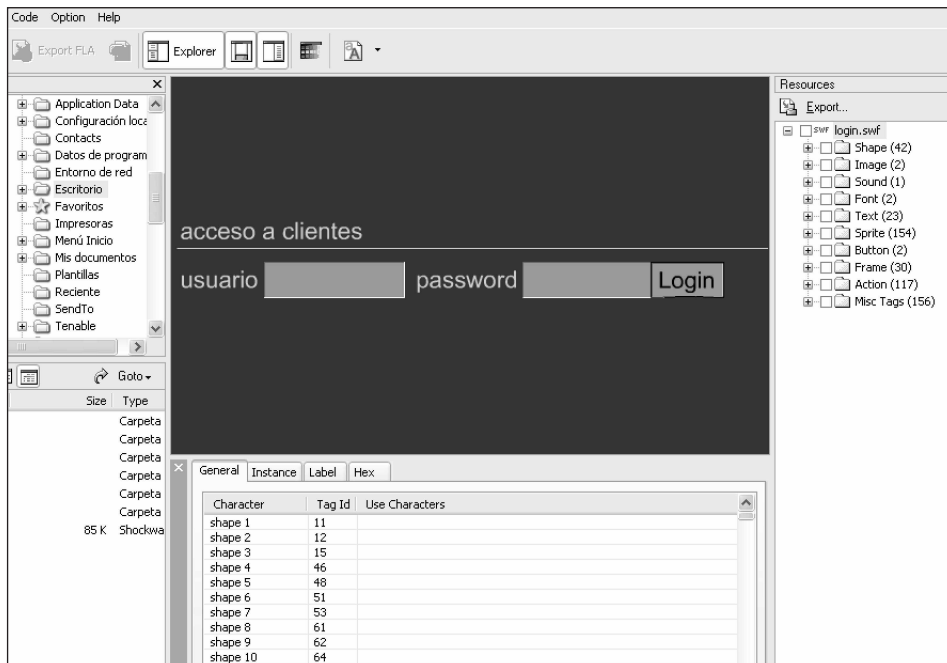 Code Option Help
Export FLA Explorer
Application Data
Configuración loca
Contacts
Datos de program
Entorno de red
Escritorio
Favoritos
Impresoras
Menú Inicio
Mis documentos
Plantillas
Reciente
SendTo
Tenable
Goto
Size Type
Carpeta
Carpeta
Carpeta
Carpeta
Carpeta
Carpeta
85 K Shockwa
acceso a clientes
usuario password Login
General Instance Label Hex
Character Tag Id Use Characters
shape 1 11
shape 2 12
shape 3 15
shape 4 46
shape 5 48
shape 6 51
shape 7 53
shape 8 61
shape 9 62
shape 10 64
Resources
Export...
SWF login.swf
Shape (42)
Image (2)
Sound (1)
Font (2)
Text (23)
Sprite (154)
Button (2)
Frame (30)
Action (117)
Misc Tags (156)